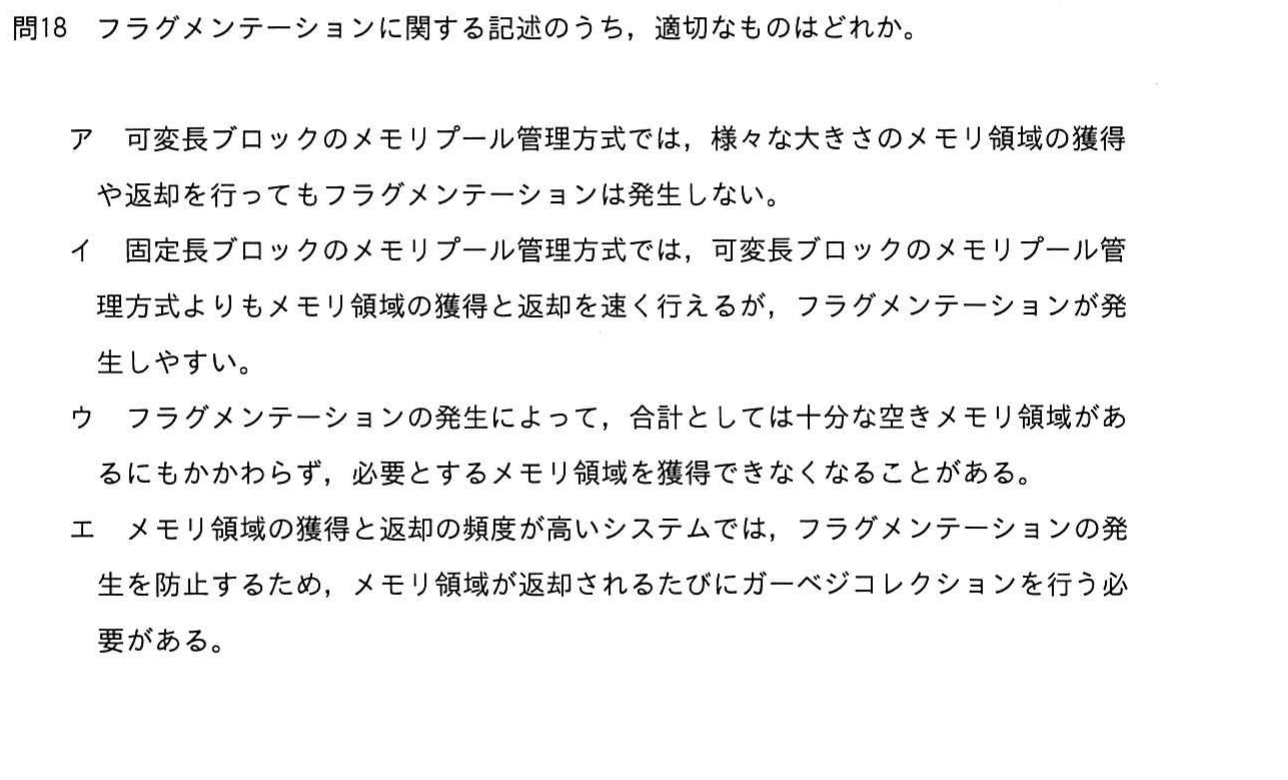 問18 フラグメンテーションに関する記述のうち，適切なものはどれか。
ア 可変長ブロックのメモリプール管理方式では，様々な大きさのメモリ領域の獲得
や返却を行ってもフラグメンテーションは発生しない。
イ 固定長ブロックのメモリプール管理方式では，可変長ブロックのメモリプール管
理方式よりもメモリ領域の獲得と返却を速く行えるが，フラグメンテーションが発
生しやすい。
ウ フラグメンテーションの発生によって，合計としては十分な空きメモリ領域があ
るにもかかわらず，必要とするメモリ領域を獲得できなくなることがある。
エ メモリ領域の獲得と返却の頻度が高いシステムでは，フラグメンテーションの発
生を防止するため，メモリ領域が返却されるたびにガーベジコレクションを行う必
要がある。